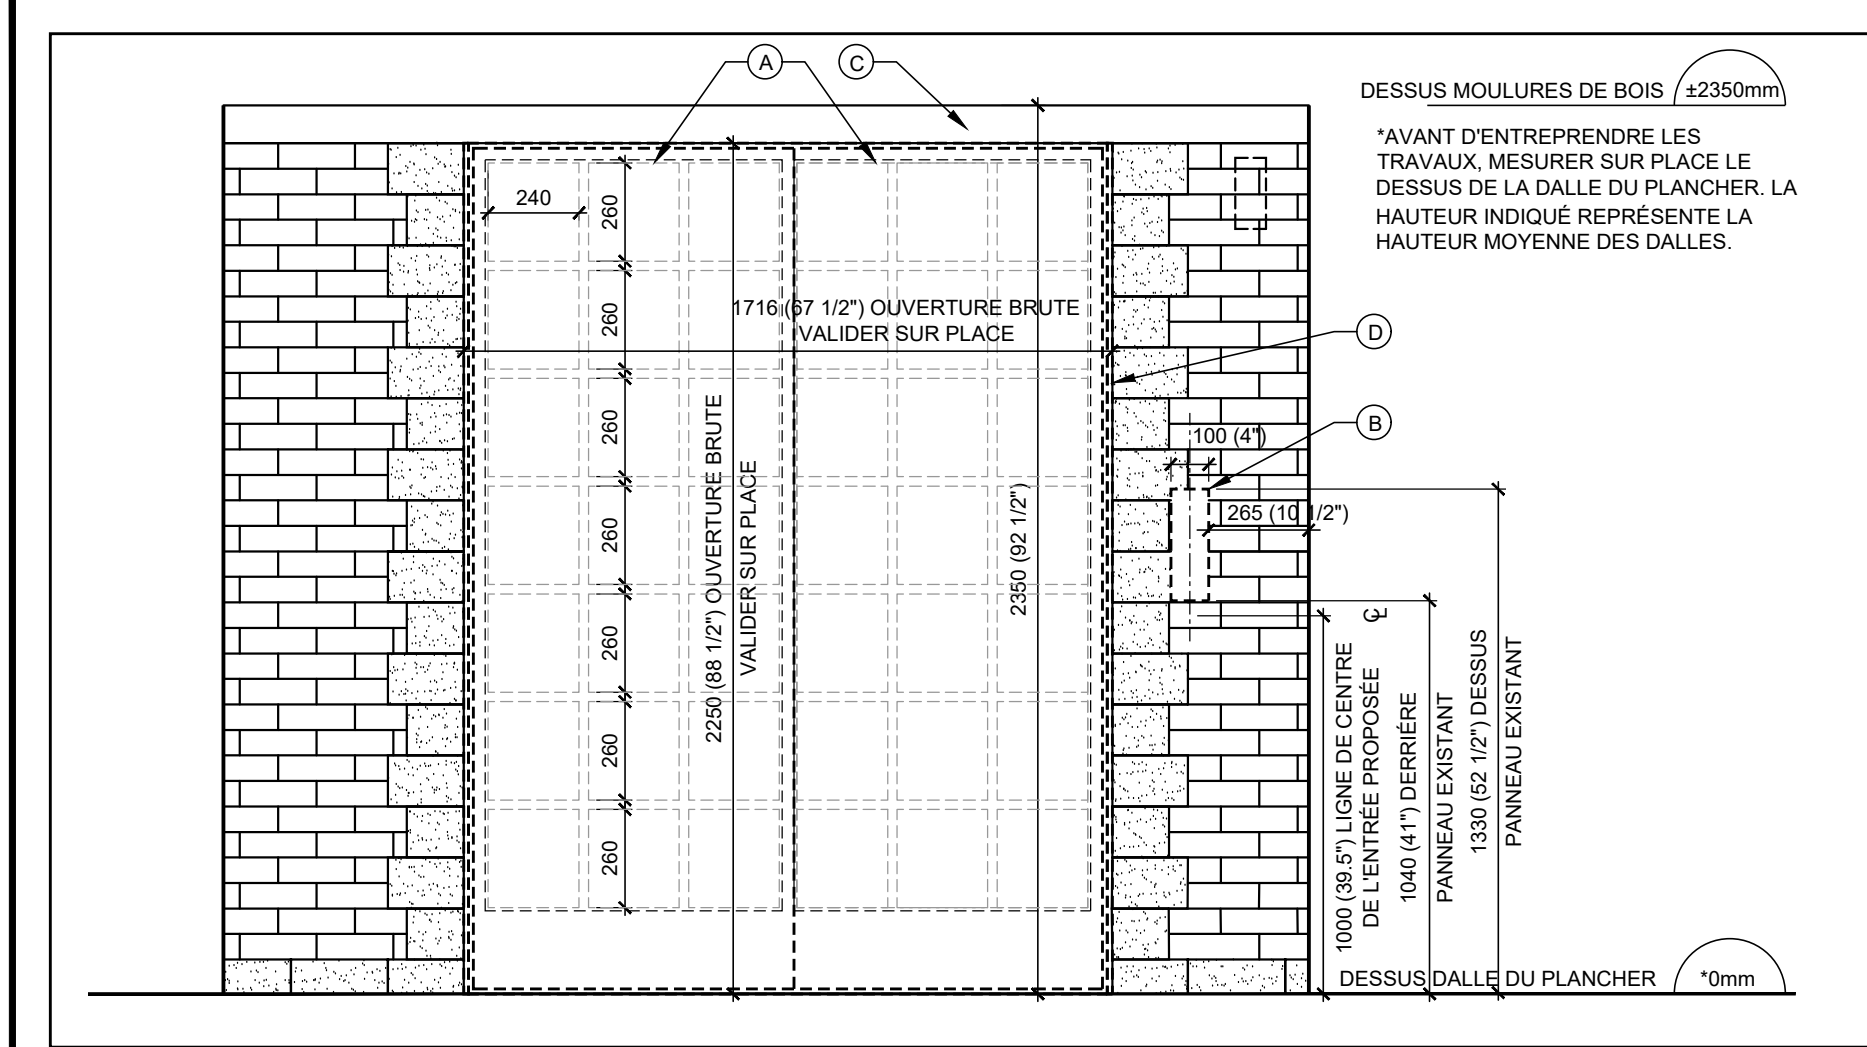 A
C
DESSUS MOULURES DE BOIS
±2350mm
*AVANT D'ENTREPRENDRE LES
TRAVAUX, MESURER SUR PLACE LE
DESSUS DE LA DALLE DU PLANCHER. LA
HAUTEUR INDIQUÉ REPRÉSENTE LA
HAUTEUR MOYENNE DES DALLES.
240
260
260
260
260
260
260
260
1716 (67 1/2") OUVERTURE BRUTE
VALIDER SUR PLACE
2250 (88 1/2") OUVERTURE BRUTE
VALIDER SUR PLACE
2350 (92 1/2")
D
B
100 (4")
265 (10 1/2")
CL
1000 (39.5") LIGNE DE CENTRE
DE L'ENTRÉE PROPOSÉE
1040 (41") DERRIÉRE
PANNEAU EXISTANT
1330 (52 1/2") DESSUS
PANNEAU EXISTANT
DESSUS DALLE DU PLANCHER
*0mm